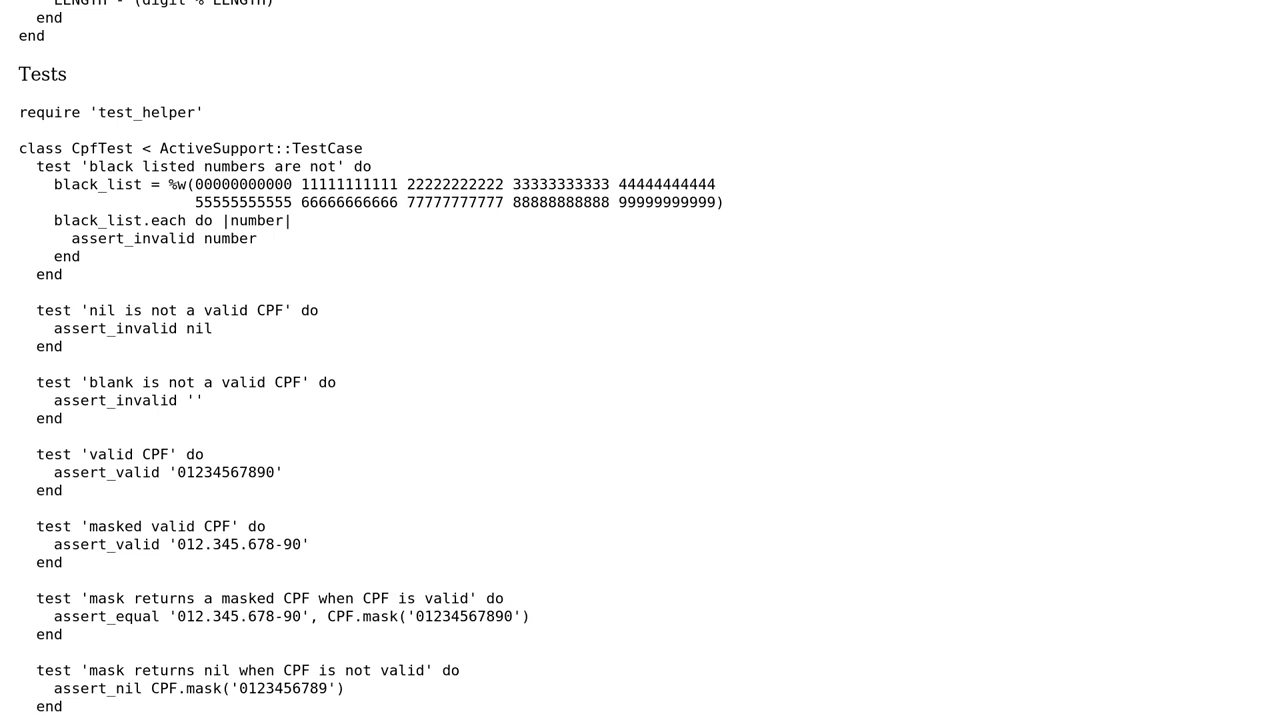 LENGTH - (digit % LENGTH)
  end
end
Tests
require 'test_helper'
class CpfTest < ActiveSupport::TestCase
  test 'black listed numbers are not' do
    black_list = %w(00000000000 11111111111 22222222222 33333333333 44444444444
                    55555555555 66666666666 77777777777 88888888888 99999999999)
    black_list.each do |number|
      assert_invalid number
    end
  end
  test 'nil is not a valid CPF' do
    assert_invalid nil
  end
  test 'blank is not a valid CPF' do
    assert_invalid ''
  end
  test 'valid CPF' do
    assert_valid '01234567890'
  end
  test 'masked valid CPF' do
    assert_valid '012.345.678-90'
  end
  test 'mask returns a masked CPF when CPF is valid' do
    assert_equal '012.345.678-90', CPF.mask('01234567890')
  end
  test 'mask returns nil when CPF is not valid' do
    assert_nil CPF.mask('0123456789')
  end